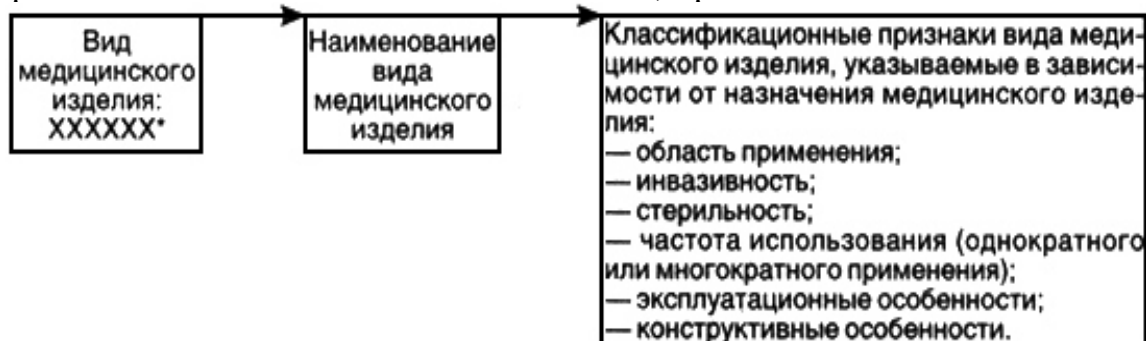 Вид
медицинского
изделия:
XXXXXX*
Наименование
вида
медицинского
изделия
Классификационные признаки вида меди-
цинского изделия, указываемые в зависи-
мости от назначения медицинского изде-
лия:
— область применения;
— инвазивность;
— стерильность;
— частота использования (однократного
или многократного применения);
— эксплуатационные особенности;
— конструктивные особенности.